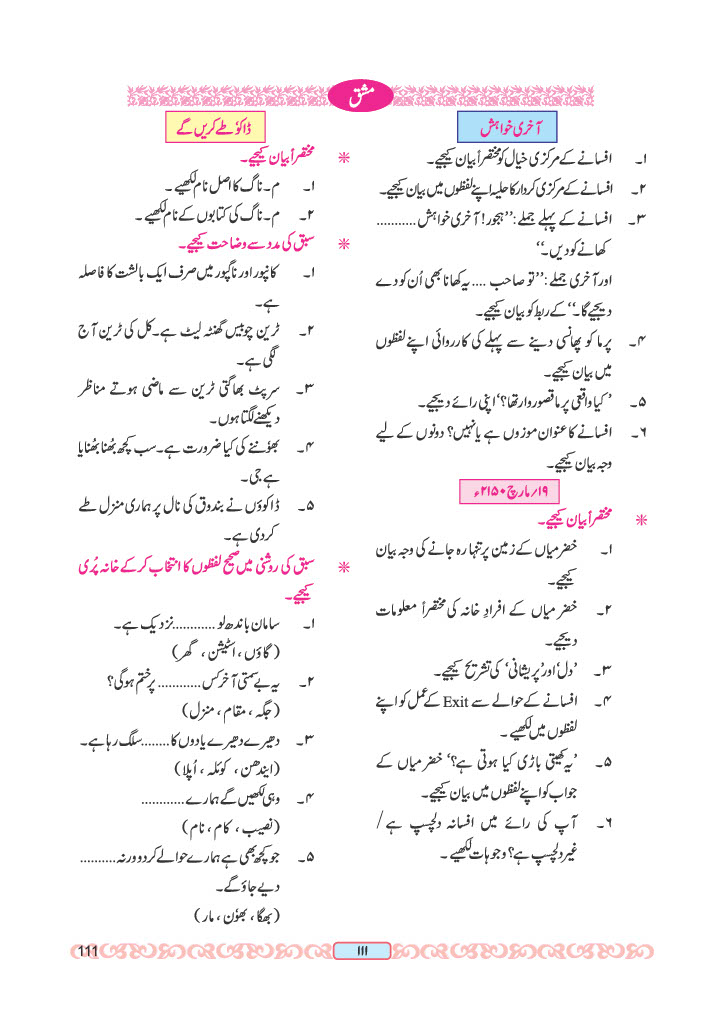 مشق
آخری خواہش
۱۔ افسانے کے مرکزی خیال کو مختصراً بیان کیجیے۔
۲۔ افسانے کے مرکزی کردار کا حلیہ اپنے لفظوں میں بیان کیجیے۔
۳۔ افسانے کے پہلے جملے : ’’ہجور! آخری خواہش ...........
کھانے کو دیں۔‘‘
اور آخری جملے : ’’تو صاحب .... یہ کھانا بھی اُن کو دے
دیجیے گا۔‘‘ کے ربط کو بیان کیجیے۔
۴۔ پرما کو پھانسی دینے سے پہلے کی کارروائی اپنے لفظوں
میں بیان کیجیے۔
۵۔ ’کیا واقعی پرما قصوروار تھا؟‘ اپنی رائے دیجیے۔
۶۔ افسانے کا عنوان موزوں ہے یا نہیں؟ دونوں کے لیے
وجہ بیان کیجیے۔
۱۹؍مارچ ۲۱۵۰ء
* مختصراً بیان کیجیے۔
۱۔ خضر میاں کے زمین پر تنہا رہ جانے کی وجہ بیان
کیجیے۔
۲۔ خضر میاں کے افرادِ خانہ کی مختصراً معلومات
دیجیے۔
۳۔ ’دل‘ اور ’پریشانی‘ کی تشریح کیجیے۔
۴۔ افسانے کے حوالے سے Exit کے عمل کو اپنے
لفظوں میں لکھیے۔
۵۔ ’یہ کھیتی باڑی کیا ہوتی ہے؟‘ خضر میاں کے
جواب کو اپنے لفظوں میں بیان کیجیے۔
۶۔ آپ کی رائے میں افسانہ دلچسپ ہے /
غیر دلچسپ ہے؟ وجوہات لکھیے۔
ڈاکوٗ طے کریں گے
* مختصراً بیان کیجیے۔
۱۔ م۔ناگ کا اصل نام لکھیے۔
۲۔ م۔ناگ کی کتابوں کے نام لکھیے۔
* سبق کی مدد سے وضاحت کیجیے۔
۱۔ کانپور اور ناگپور میں صرف ایک بالشت کا فاصلہ
ہے۔
۲۔ ٹرین چوبیس گھنٹہ لیٹ ہے۔ کل کی ٹرین آج
لگی ہے۔
۳۔ سرپٹ بھاگتی ٹرین سے ماضی ہوتے مناظر
دیکھنے لگتا ہوں۔
۴۔ بھوٗننے کی کیا ضرورت ہے۔ سب کچھ بھُنا بھُنایا
ہے جی۔
۵۔ ڈاکوؤں نے بندوق کی نال پر ہماری منزل طے
کردی ہے۔
* سبق کی روشنی میں صحیح لفظوں کا انتخاب کرکے خانہ پُری
کیجیے۔
۱۔ سامان باندھ لو ............ نزدیک ہے۔
(گاؤں ، اسٹیشن ، گھر)
۲۔ یہ بے سمتی آخر کس ............ پر ختم ہوگی؟
(جگہ ، مقام ، منزل)
۳۔ دھیرے دھیرے یادوں کا ........ سلگ رہا ہے۔
(ایندھن ، کوئلہ ، اُپلا)
۴۔ وہی لکھیں گے ہمارے ............
(نصیب ، کام ، نام)
۵۔ جو کچھ بھی ہے ہمارے حوالے کردو ورنہ ..........
دیے جاؤ گے۔
(بھگا ، بھوٗن ، مار)
۱۱۱
111